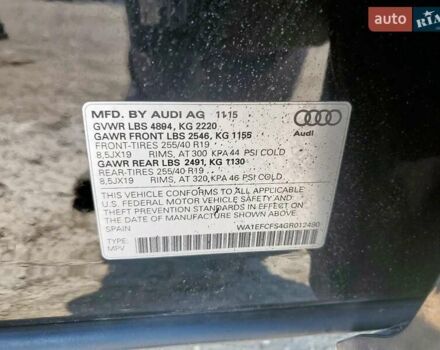 AUTO
RIA
MFD. BY AUDI AG 11-15
GVWR LBS 4894, KG 2220
GAWR FRONT LBS 2546, KG 1155
FRONT-TIRES 255/40 R19
8,5JX19 RIMS, AT 300 KPA 44 PSI COLD
GAWR REAR LBS 2491, KG 1130
REAR-TIRES 255/40 R19
8,5JX19 RIMS, AT 320, KPA 46 PSI COLD
Audi
THIS VEHICLE CONFORMS TO ALL APPLICABLE
U.S. FEDERAL MOTOR VEHICLE SAFETY AND
THEFT PREVENTION STANDARDS IN EFFECT ON
THE DATE OF MANUFACTURE SHOWN ABOVE.
SPAIN
WA1EFCFS4GR012490
TYPE:
MPV